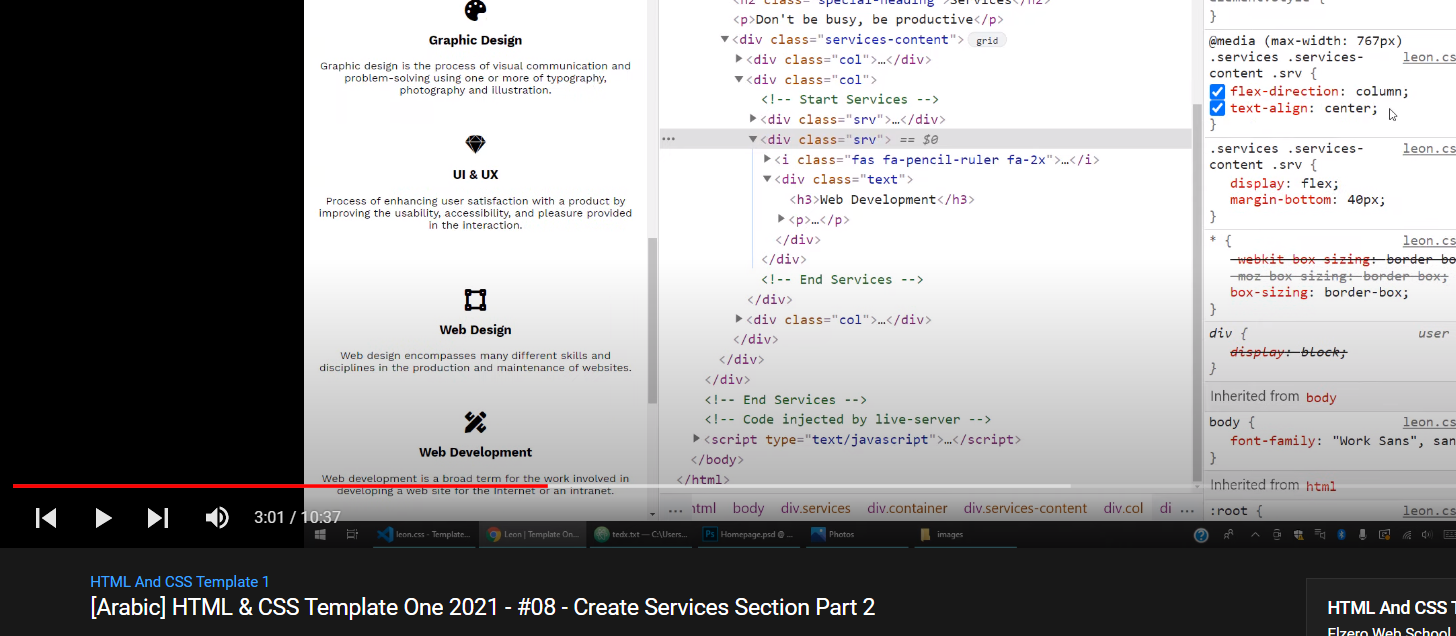 Graphic Design
Graphic design is the process of visual communication and
problem-solving using one or more of typography,
photography and illustration.
UI & UX
Process of enhancing user satisfaction with a product by
improving the usability, accessibility, and pleasure provided
in the interaction.
Web Design
Web design encompasses many different skills and
disciplines in the production and maintenance of websites.
Web Development
Web development is a broad term for the work involved in
developing a web site for the Internet or an intranet.
<h2 class="special-heading">Services</h2>
<p>Don't be busy, be productive</p>
▼<div class="services-content"> grid
▶<div class="col">…</div>
▼<div class="col">
<!-- Start Services -->
▶<div class="srv">…</div>
… ▼<div class="srv"> == $0
▶<i class="fas fa-pencil-ruler fa-2x">…</i>
▼<div class="text">
<h3>Web Development</h3>
▶<p>…</p>
</div>
</div>
<!-- End Services -->
</div>
▶<div class="col">…</div>
</div>
</div>
</div>
<!-- End Services -->
<!-- Code injected by live-server -->
▶<script type="text/javascript">…</script>
</body>
</html>
… html body div.services div.container div.services-content div.col di …
}
@media (max-width: 767px)
.services .services- leon.cs
content .srv {
flex-direction: column;
text-align: center;
}
.services .services- leon.cs
content .srv {
display: flex;
margin-bottom: 40px;
}
* { leon.cs
-webkit-box-sizing: border-bo
-moz-box-sizing: border-box;
box-sizing: border-box;
}
div { user
display: block;
}
Inherited from body
body { leon.cs
font-family: "Work Sans", san
}
Inherited from html
:root { leon.cs
3:01 / 10:37
leon.css - Template...
Leon | Template On...
tedx.txt — C:\Users...
Homepage.psd @ ...
Photos
images
HTML And CSS Template 1
[Arabic] HTML & CSS Template One 2021 - #08 - Create Services Section Part 2
HTML And CSS T
Elzero Web School